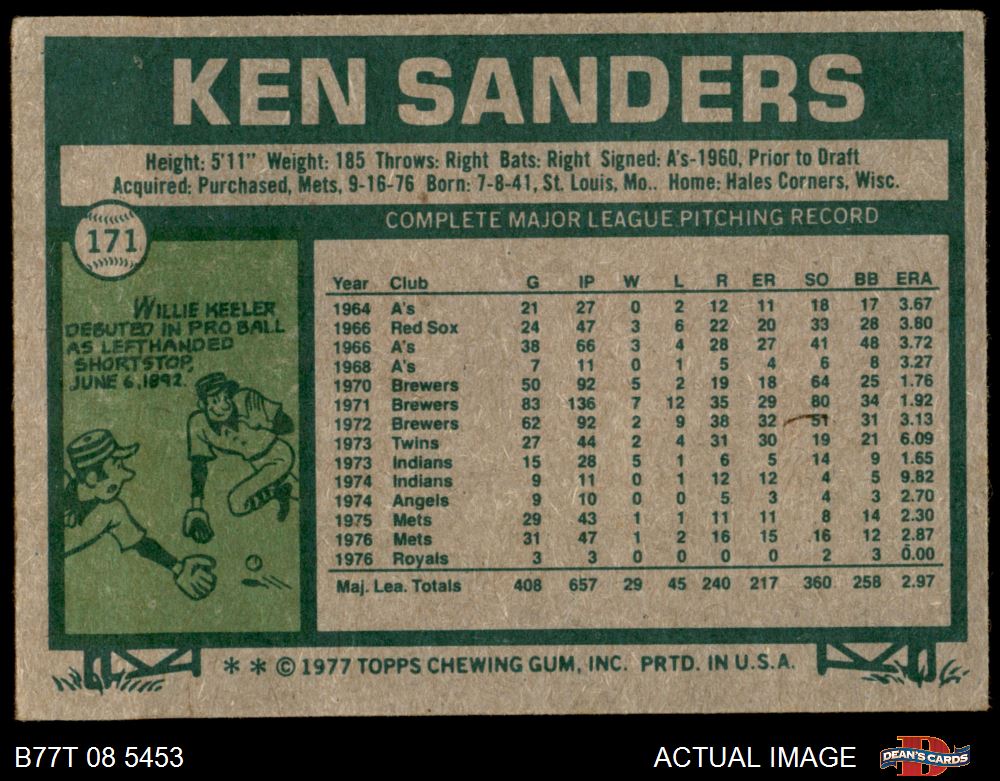 KEN SANDERS
Height: 5'11" Weight: 185 Throws: Right Bats: Right Signed: A's-1960, Prior to Draft
Acquired: Purchased, Mets, 9-16-76 Born: 7-8-41, St. Louis, Mo.. Home: Hales Corners, Wisc.
COMPLETE MAJOR LEAGUE PITCHING RECORD
171
WILLIE KEELER
DEBUTED IN PRO BALL
AS LEFTHANDED
SHORTSTOP,
JUNE 6, 1892.
Year Club G IP W L R ER SO BB ERA
1964 A's 21 27 0 2 12 11 18 17 3.67
1966 Red Sox 24 47 3 6 22 20 33 28 3.80
1966 A's 38 66 3 4 28 27 41 48 3.72
1968 A's 7 11 0 1 5 4 6 8 3.27
1970 Brewers 50 92 5 2 19 18 64 25 1.76
1971 Brewers 83 136 7 12 35 29 80 34 1.92
1972 Brewers 62 92 2 9 38 32 51 31 3.13
1973 Twins 27 44 2 4 31 30 19 21 6.09
1973 Indians 15 28 5 1 6 5 14 9 1.65
1974 Indians 9 11 0 1 12 12 4 5 9.82
1974 Angels 9 10 0 0 5 3 4 3 2.70
1975 Mets 29 43 1 1 11 11 8 14 2.30
1976 Mets 31 47 1 2 16 15 16 12 2.87
1976 Royals 3 3 0 0 0 0 2 3 0.00
Maj. Lea. Totals 408 657 29 45 240 217 360 258 2.97
** © 1977 TOPPS CHEWING GUM, INC. PRTD. IN U.S.A.
B77T 08 5453
ACTUAL IMAGE
DEAN'S CARDS